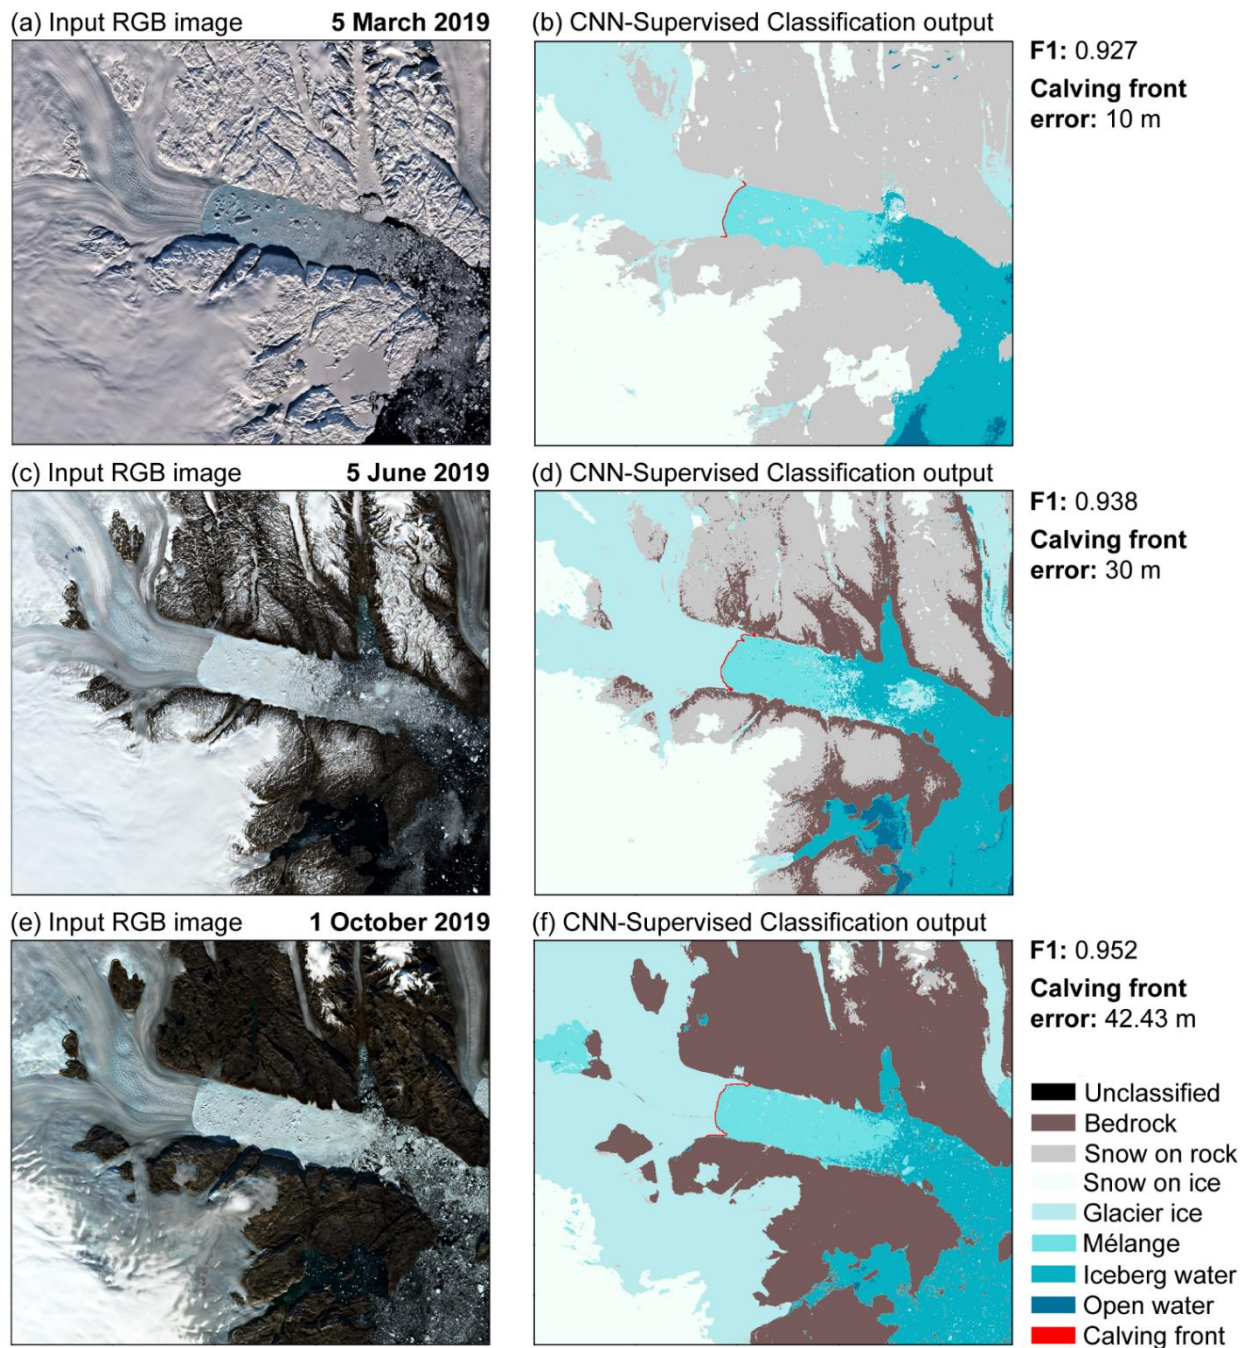 (a) Input RGB image 5 March 2019
(b) CNN-Supervised Classification output
F1: 0.927
Calving front
error: 10 m
(c) Input RGB image 5 June 2019
(d) CNN-Supervised Classification output
F1: 0.938
Calving front
error: 30 m
(e) Input RGB image 1 October 2019
(f) CNN-Supervised Classification output
F1: 0.952
Calving front
error: 42.43 m
Unclassified
Bedrock
Snow on rock
Snow on ice
Glacier ice
Mélange
Iceberg water
Open water
Calving front